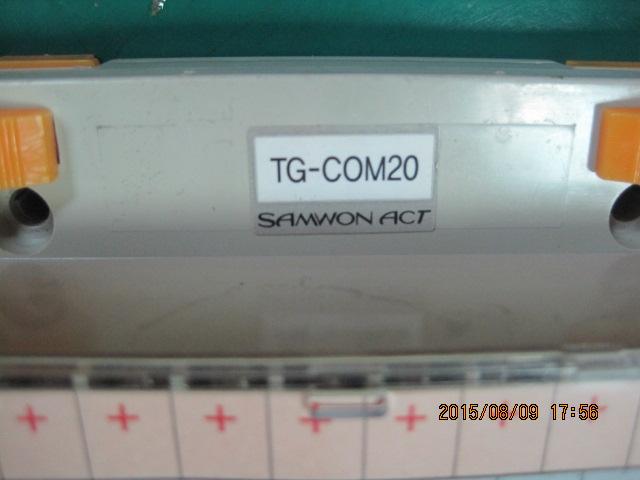 TG-COM20
SAMWON ACT
+ + + + + + +
2015/08/09 17:56